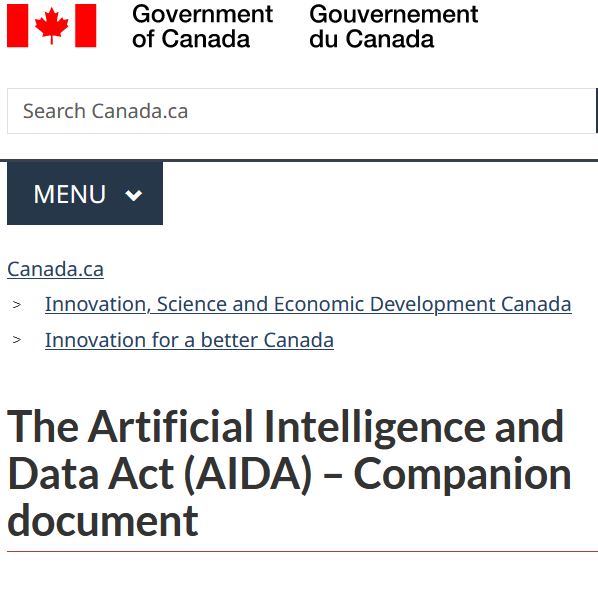 Government Gouvernement
of Canada du Canada
Search Canada.ca
MENU
Canada.ca
> Innovation, Science and Economic Development Canada
> Innovation for a better Canada
The Artificial Intelligence and
Data Act (AIDA) – Companion
document